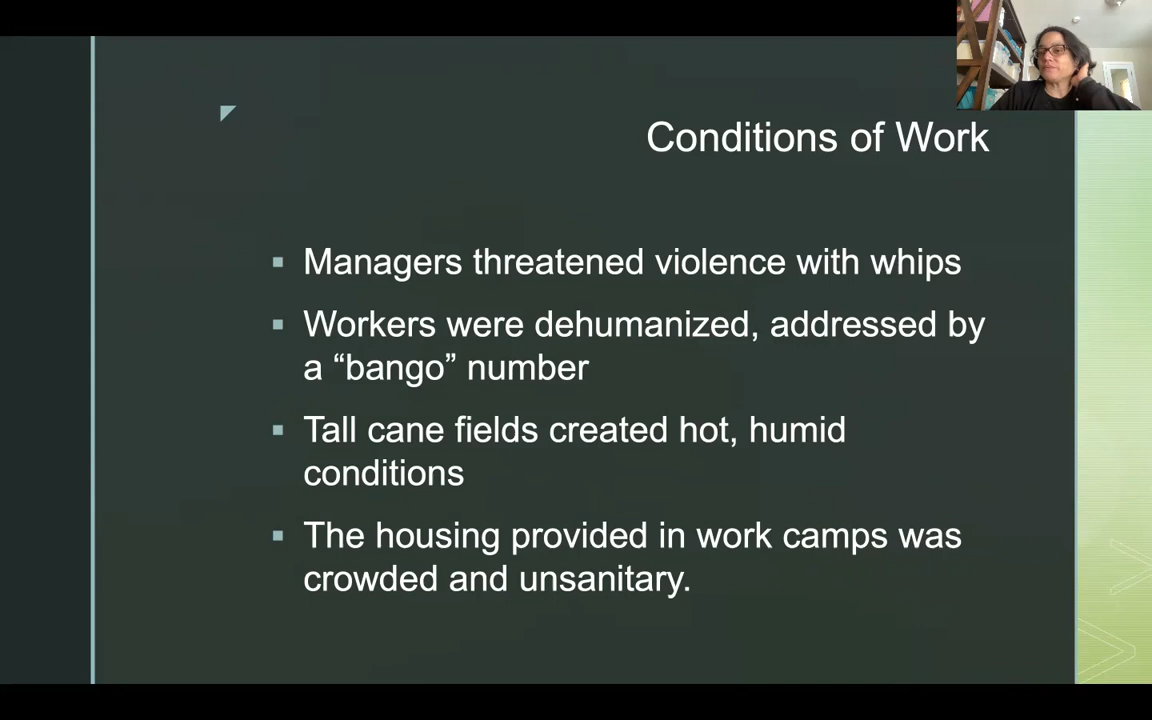 Conditions of Work
▪ Managers threatened violence with whips
▪ Workers were dehumanized, addressed by
a “bango” number
▪ Tall cane fields created hot, humid
conditions
▪ The housing provided in work camps was
crowded and unsanitary.